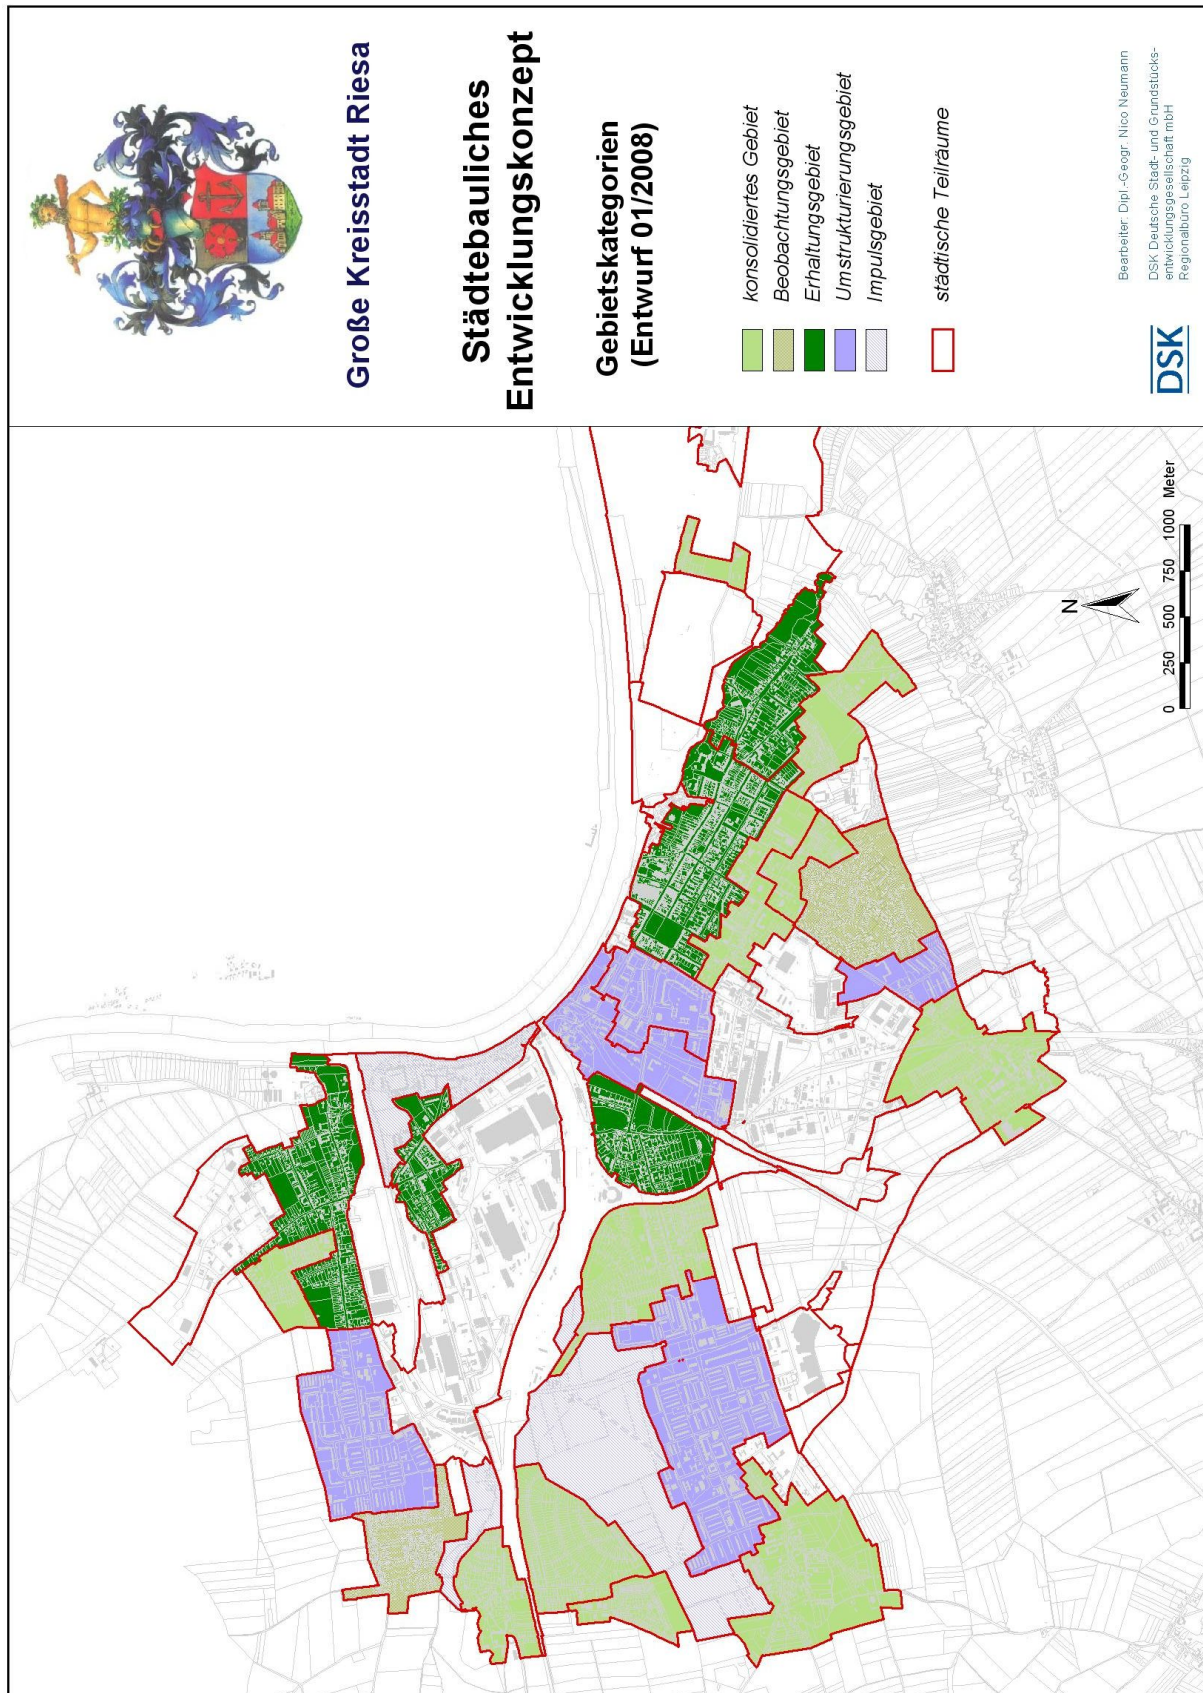 Große Kreisstadt Riesa
Städtebauliches
Entwicklungskonzept
Gebietskategorien
(Entwurf 01/2008)
konsolidiertes Gebiet
Beobachtungsgebiet
Erhaltungsgebiet
Umstrukturierungsgebiet
Impulsgebiet
städtische Teilräume
Bearbeiter: Dipl.-Geogr. Nico Neumann
DSK Deutsche Stadt- und Grundstücks-
entwicklungsgesellschaft mbH
Regionalbüro Leipzig
DSK
N
0 250 500 750 1000 Meter